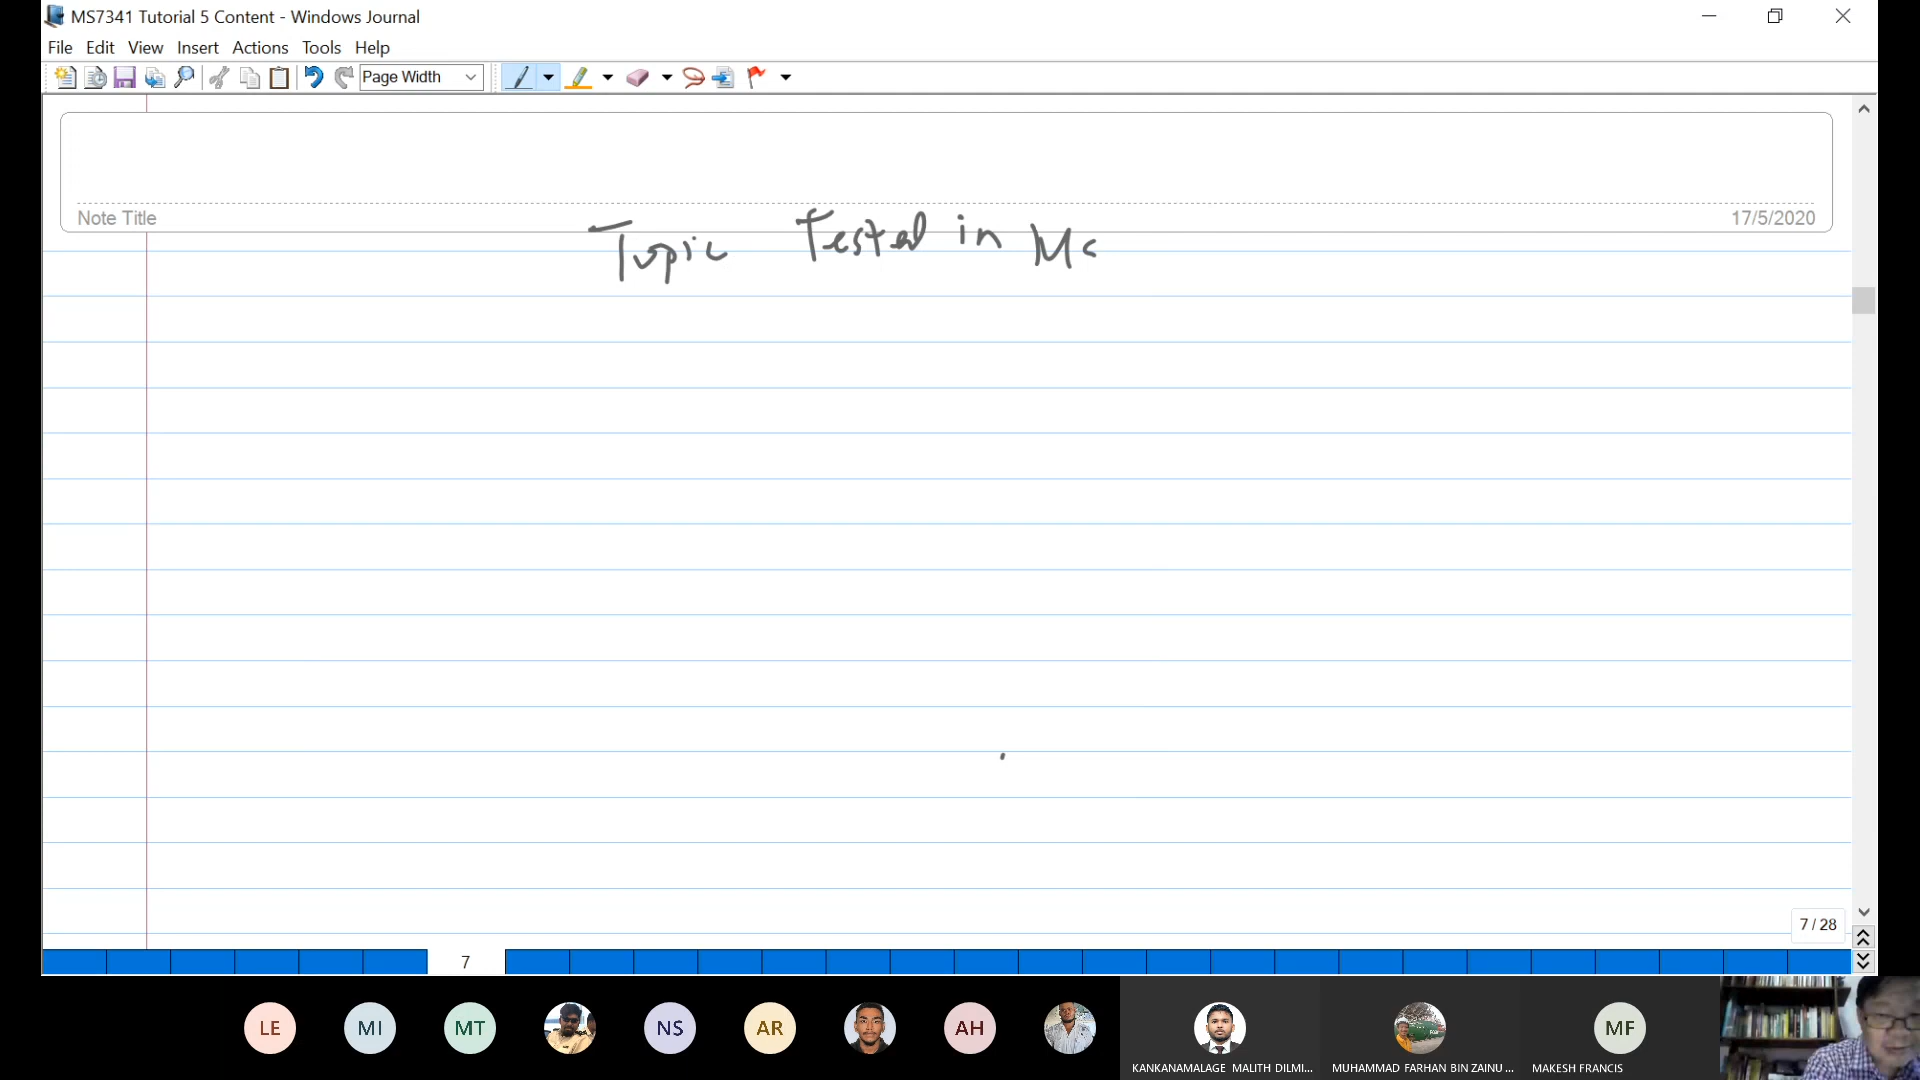 MS7341 Tutorial 5 Content - Windows Journal
File Edit View Insert Actions Tools Help
Page Width
Note Title
17/5/2020
Topic Tested in Ms
7 / 28
7
LE MI MT NS AR AH MF
KANKANAMALAGE MALITH DILMI... MUHAMMAD FARHAN BIN ZAINU... MAKESH FRANCIS